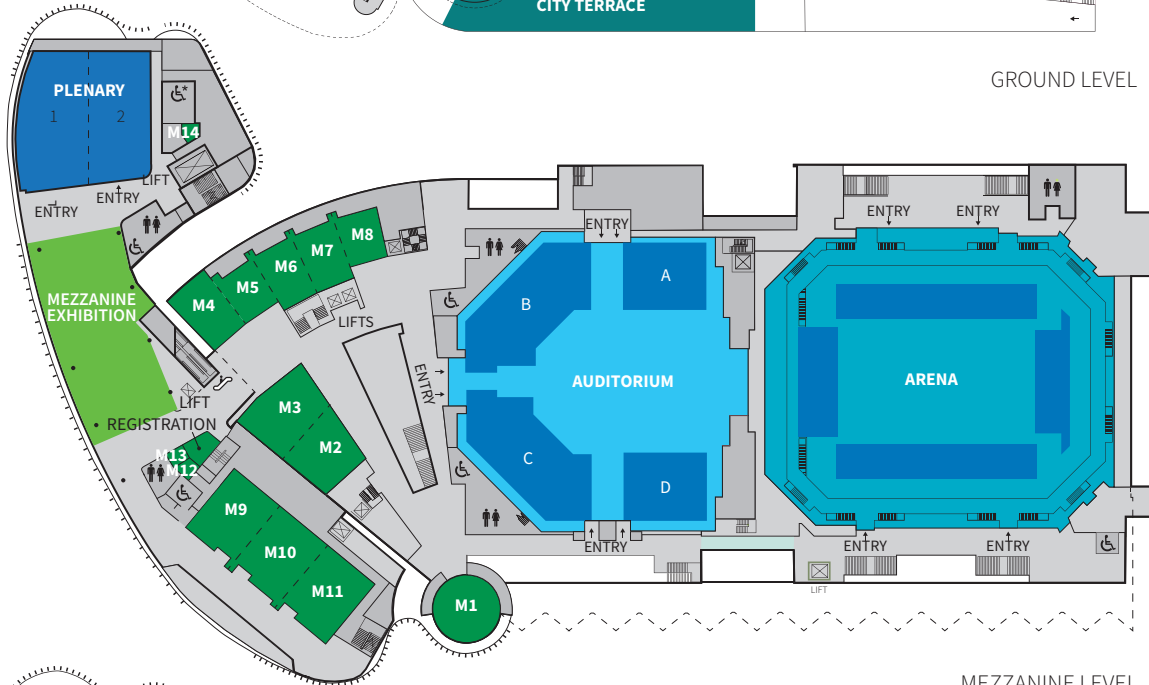 CITY TERRACE
GROUND LEVEL
PLENARY
1
2
*
M14
LIFT
ENTRY
ENTRY
MEZZANINE
EXHIBITION
M4
M5
M6
M7
M8
LIFTS
LIFT
REGISTRATION
M13
M12
M3
M2
M9
M10
M11
M1
ENTRY
ENTRY
A
B
AUDITORIUM
C
D
ENTRY
ENTRY
ENTRY
ARENA
ENTRY
ENTRY
LIFT
MEZZANINE LEVEL